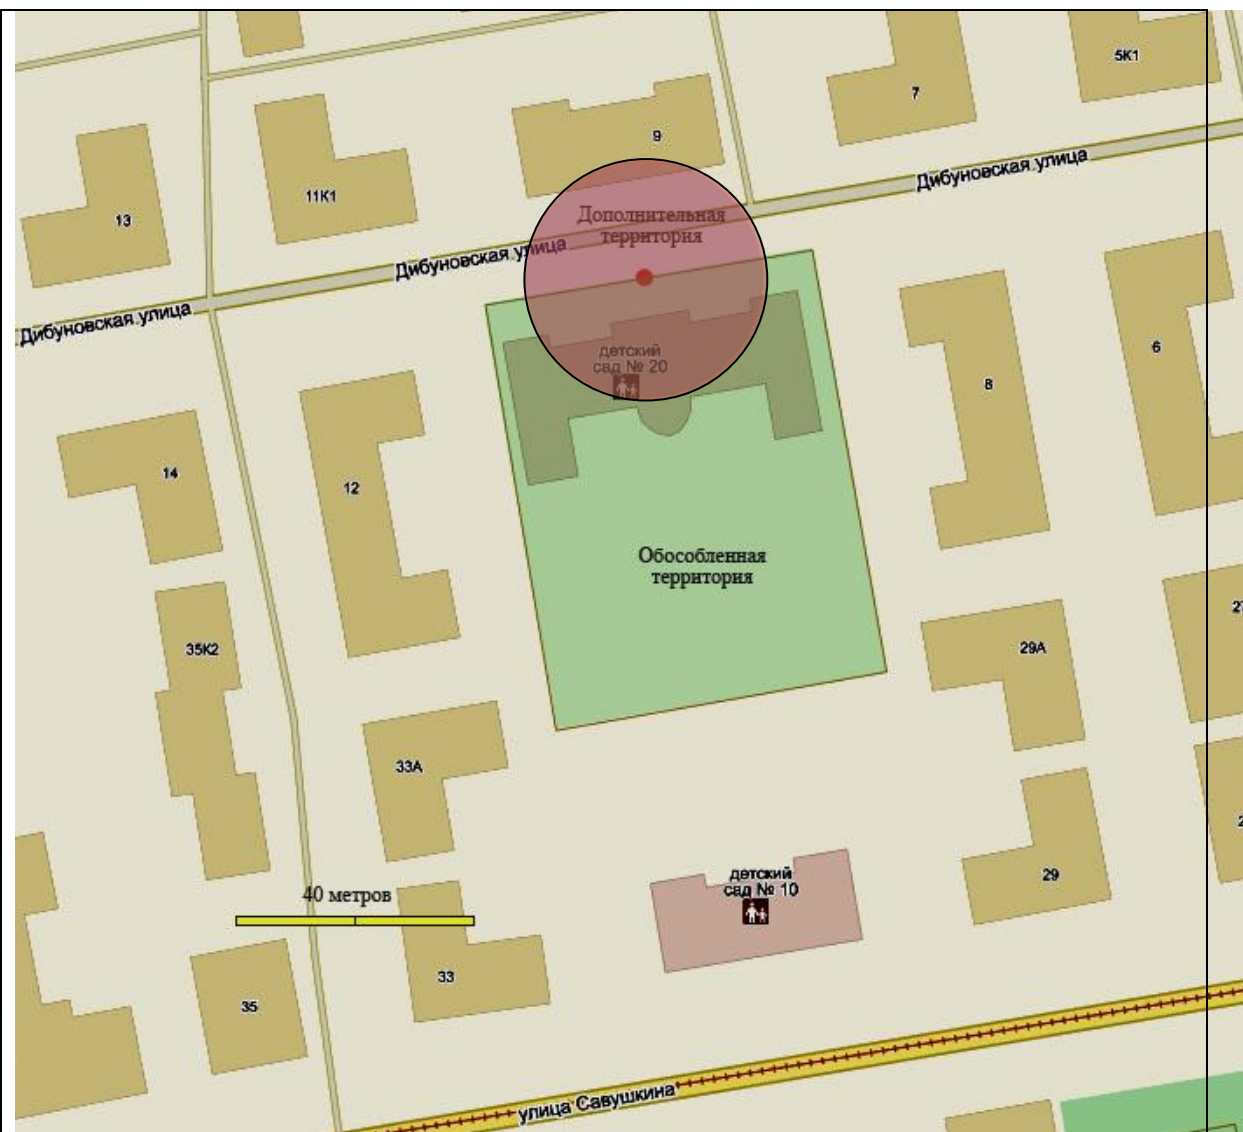 5К1
7
9
Дибуновская улица
11К1
13
Дополнительная
территория
Дибуновская улица
Дибуновская улица
6
детский
сад № 20
8
14
12
Обособленная
территория
35К2
29А
33А
детский
сад № 10
29
40 метров
33
35
улица Савушкина